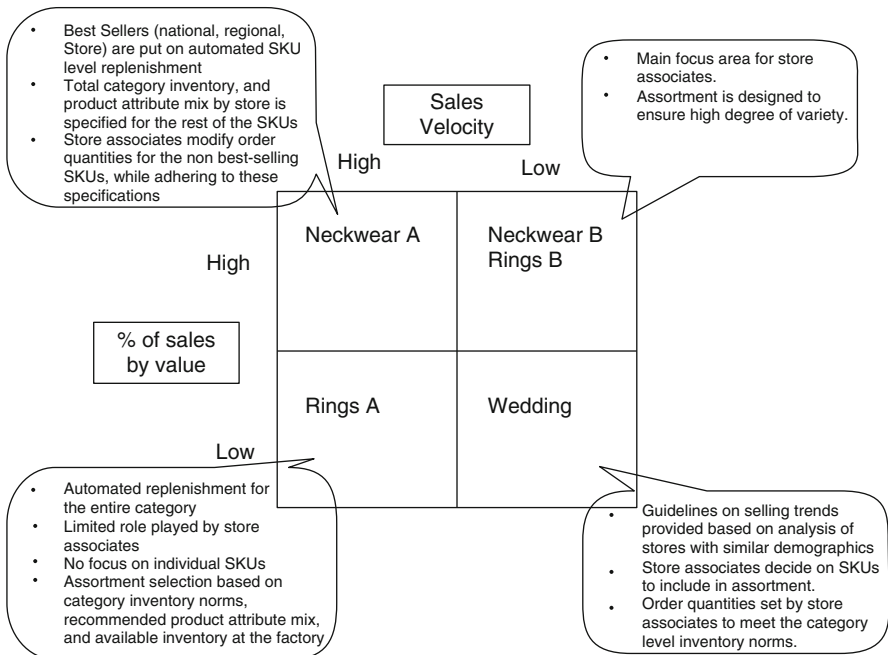 • Best Sellers (national, regional,
Store) are put on automated SKU
level replenishment
• Total category inventory, and
product attribute mix by store is
specified for the rest of the SKUs
• Store associates modify order
quantities for the non best-selling
SKUs, while adhering to these
specifications
• Main focus area for store
associates.
• Assortment is designed to
ensure high degree of variety.
Sales
Velocity
High
Low
High
Neckwear A
Neckwear B
Rings B
% of sales
by value
Rings A
Wedding
Low
• Automated replenishment for
the entire category
• Limited role played by store
associates
• No focus on individual SKUs
• Assortment selection based on
category inventory norms,
recommended product attribute mix,
and available inventory at the factory
• Guidelines on selling trends
provided based on analysis of
stores with similar demographics
• Store associates decide on SKUs
to include in assortment.
• Order quantities set by store
associates to meet the category
level inventory norms.